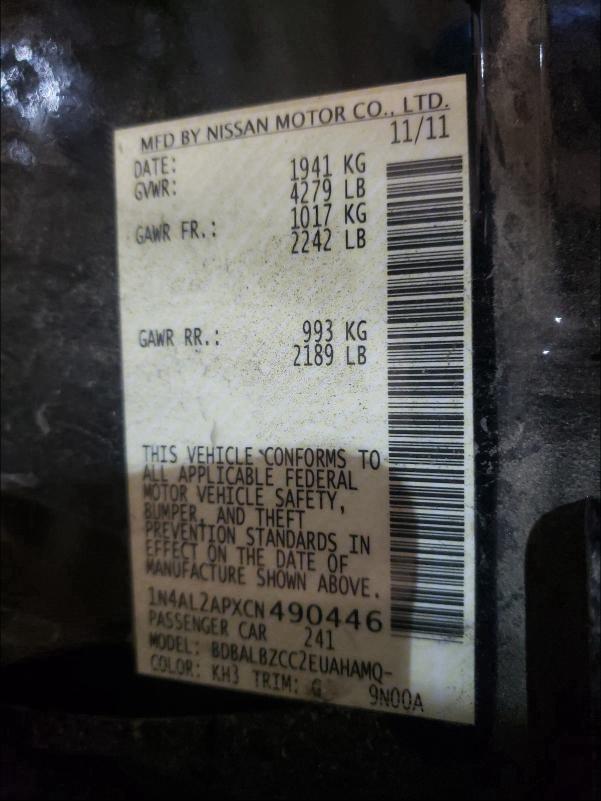 MFD BY NISSAN MOTOR CO., LTD.
DATE: 11/11
GVWR: 1941 KG
4279 LB
GAWR FR.: 1017 KG
2242 LB
GAWR RR.: 993 KG
2189 LB
THIS VEHICLE CONFORMS TO
ALL APPLICABLE FEDERAL
MOTOR VEHICLE SAFETY,
BUMPER, AND THEFT
PREVENTION STANDARDS IN
EFFECT ON THE DATE OF
MANUFACTURE SHOWN ABOVE.
1N4AL2APXCN490446
PASSENGER CAR 241
MODEL: BDBALBZCC2EUAHAMQ-
COLOR: KH3 TRIM: G 9N00A